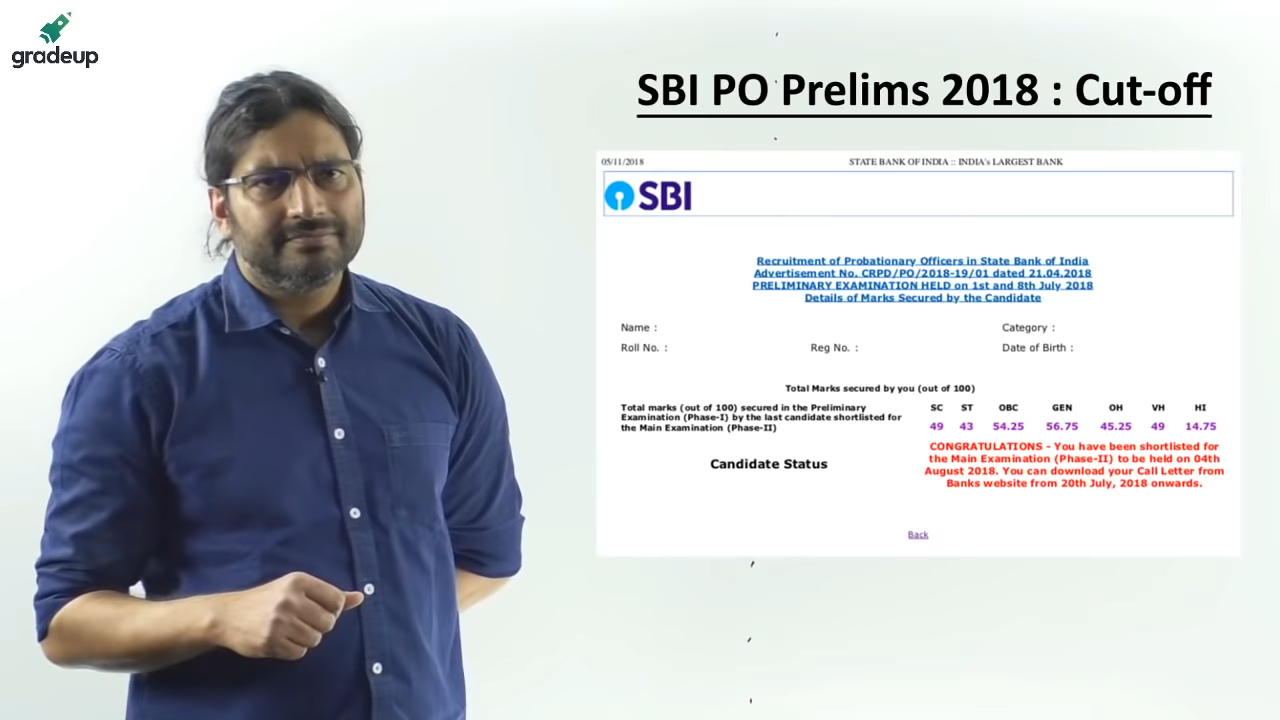 gradeup
SBI PO Prelims 2018 : Cut-off
05/11/2018 STATE BANK OF INDIA :: INDIA's LARGEST BANK
SBI
Recruitment of Probationary Officers in State Bank of India
Advertisement No. CRPD/PO/2018-19/01 dated 21.04.2018
PRELIMINARY EXAMINATION HELD on 1st and 8th July 2018
Details of Marks Secured by the Candidate
Name : Category :
Roll No. : Reg No. : Date of Birth :
Total Marks secured by you (out of 100)
Total marks (out of 100) secured in the Preliminary
Examination (Phase-I) by the last candidate shortlisted for
the Main Examination (Phase-II)
SC ST OBC GEN OH VH HI
49 43 54.25 56.75 45.25 49 14.75
Candidate Status
CONGRATULATIONS - You have been shortlisted for
the Main Examination (Phase-II) to be held on 04th
August 2018. You can download your Call Letter from
Banks website from 20th July, 2018 onwards.
Back